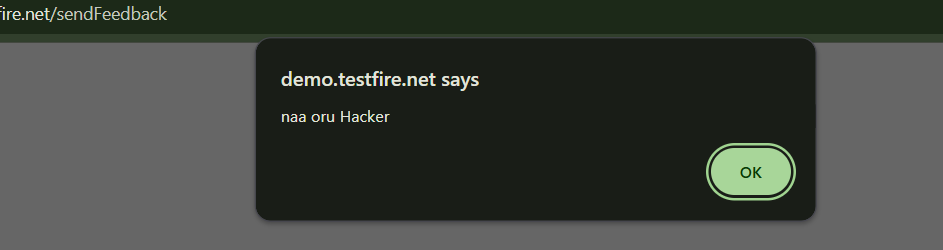 fire.net/sendFeedback
demo.testfire.net says
naa oru Hacker
OK